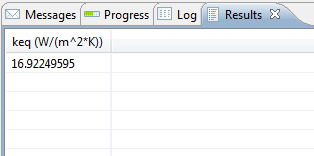 Messages Progress Log Results
keq (W/(m^2*K))
16.92249595